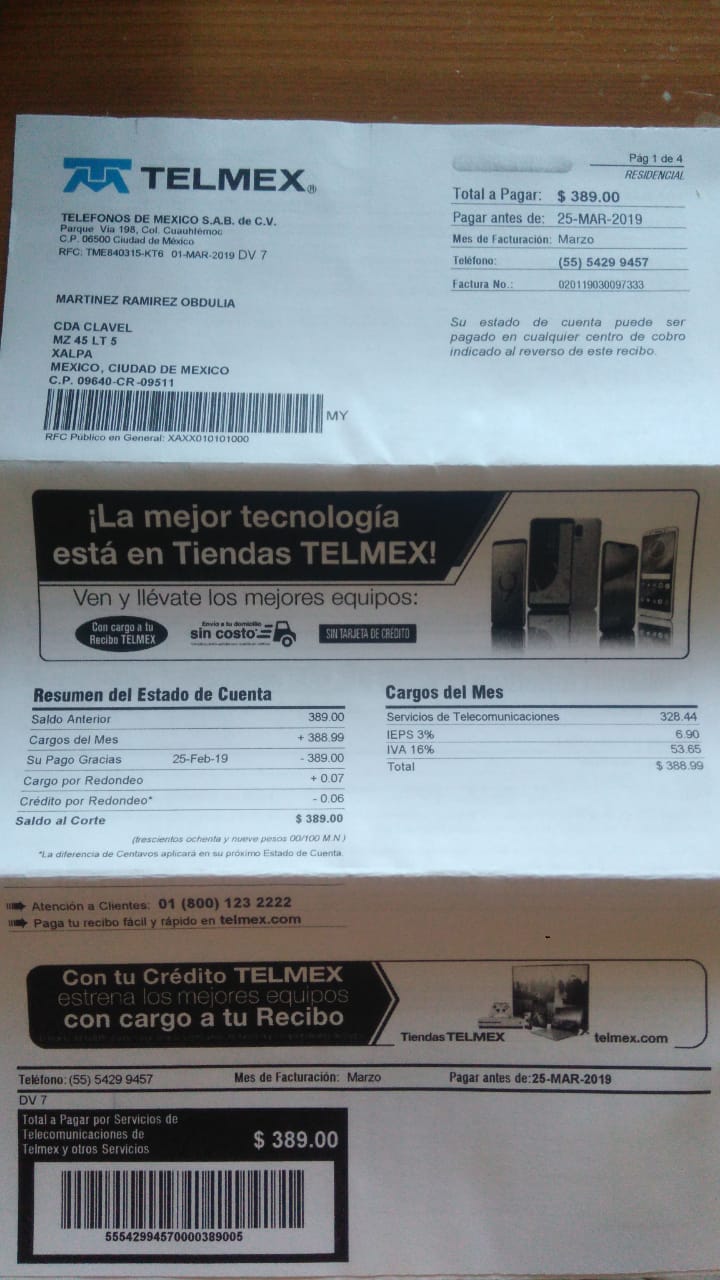 TELMEX®
TELEFONOS DE MEXICO S.A.B. de C.V.
Parque Via 198, Col. Cuauhtémoc
C.P. 06500 Ciudad de México
RFC: TME840315-KT6 01-MAR-2019 DV 7
Pág 1 de 4
RESIDENCIAL
Total a Pagar: $ 389.00
Pagar antes de: 25-MAR-2019
Mes de Facturación: Marzo
Teléfono: (55) 5429 9457
Factura No.: 020119030097333
MARTINEZ RAMIREZ OBDULIA
CDA CLAVEL
MZ 45 LT 5
XALPA
MEXICO, CIUDAD DE MEXICO
C.P. 09640-CR-09511
Su estado de cuenta puede ser
pagado en cualquier centro de cobro
indicado al reverso de este recibo.
MY
RFC Público en General: XAXX010101000
¡La mejor tecnología
está en Tiendas TELMEX!
Ven y llévate los mejores equipos:
Con cargo a tu
Recibo TELMEX
Envío a tu domicilio
sin costo*
SIN TARJETA DE CRÉDITO
Resumen del Estado de Cuenta
Saldo Anterior 389.00
Cargos del Mes + 388.99
Su Pago Gracias 25-Feb-19 - 389.00
Cargo por Redondeo + 0.07
Crédito por Redondeo* - 0.06
Saldo al Corte $ 389.00
(trescientos ochenta y nueve pesos 00/100 M.N.)
*La diferencia de Centavos aplicará en su próximo Estado de Cuenta.
Cargos del Mes
Servicios de Telecomunicaciones 328.44
IEPS 3% 6.90
IVA 16% 53.65
Total $ 388.99
Atención a Clientes: 01 (800) 123 2222
Paga tu recibo fácil y rápido en telmex.com
Con tu Crédito TELMEX
estrena los mejores equipos
con cargo a tu Recibo
Tiendas TELMEX telmex.com
Teléfono: (55) 5429 9457 Mes de Facturación: Marzo Pagar antes de:25-MAR-2019
DV 7
Total a Pagar por Servicios de
Telecomunicaciones de
Telmex y otros Servicios
$ 389.00
55542994570000389005